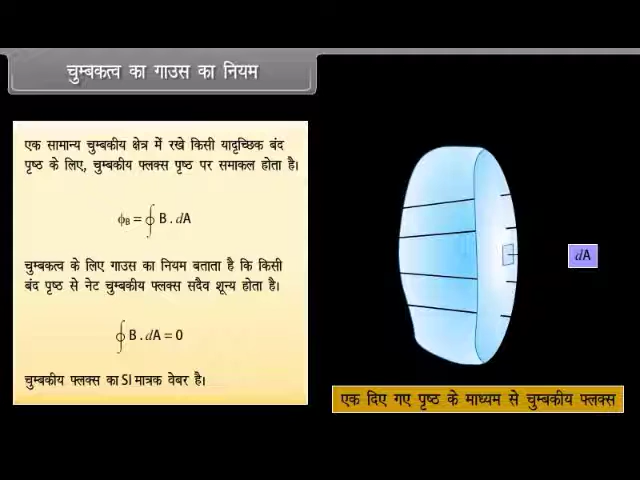 चुम्बकत्व का गाउस का नियम
एक सामान्य चुम्बकीय क्षेत्र में रखे किसी यादृच्छिक बंद
पृष्ठ के लिए, चुम्बकीय फ्लक्स पृष्ठ पर समाकल होता है।
ϕB = ∮ B . dA
चुम्बकत्व के लिए गाउस का नियम बताता है कि किसी
बंद पृष्ठ से नेट चुम्बकीय फ्लक्स सदैव शून्य होता है।
∮ B . dA = 0
चुम्बकीय फ्लक्स का SI मात्रक वेबर है।
dA
एक दिए गए पृष्ठ के माध्यम से चुम्बकीय फ्लक्स